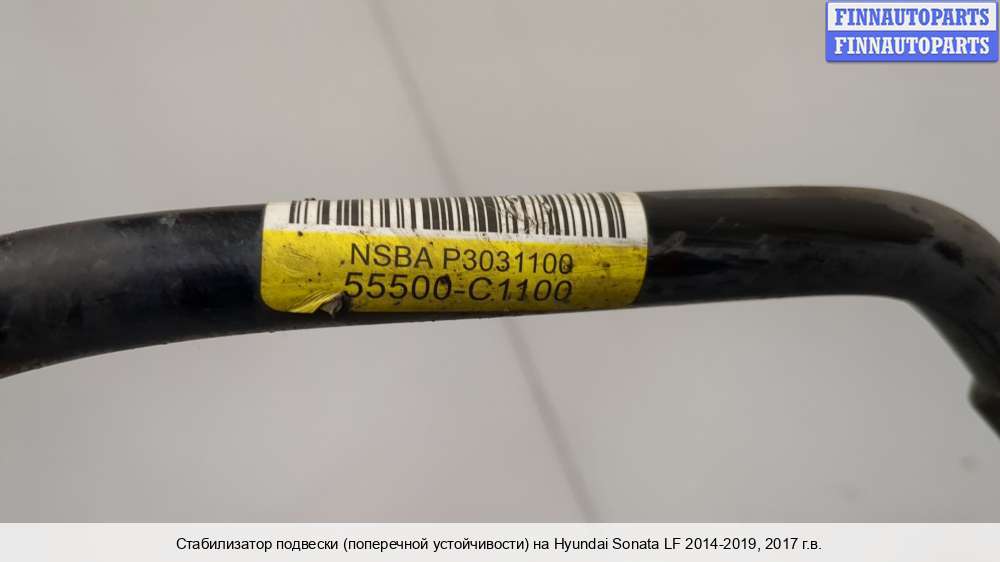 FINNAUTOPARTS
FINNAUTOPARTS
NSBA P3031100
55500-C1100
Стабилизатор подвески (поперечной устойчивости) на Hyundai Sonata LF 2014-2019, 2017 г.в.